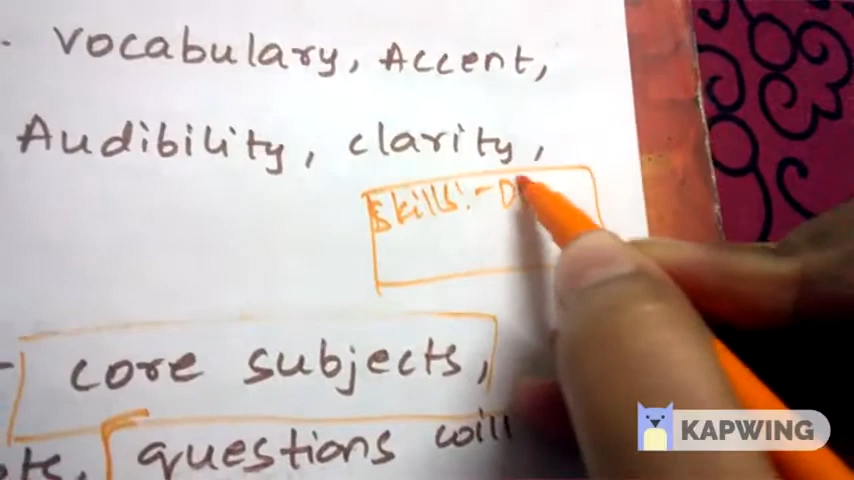 vocabulary, Accent,
Audibility, clarity,
Skills:- D
core subjects,
questions will
KAPWING